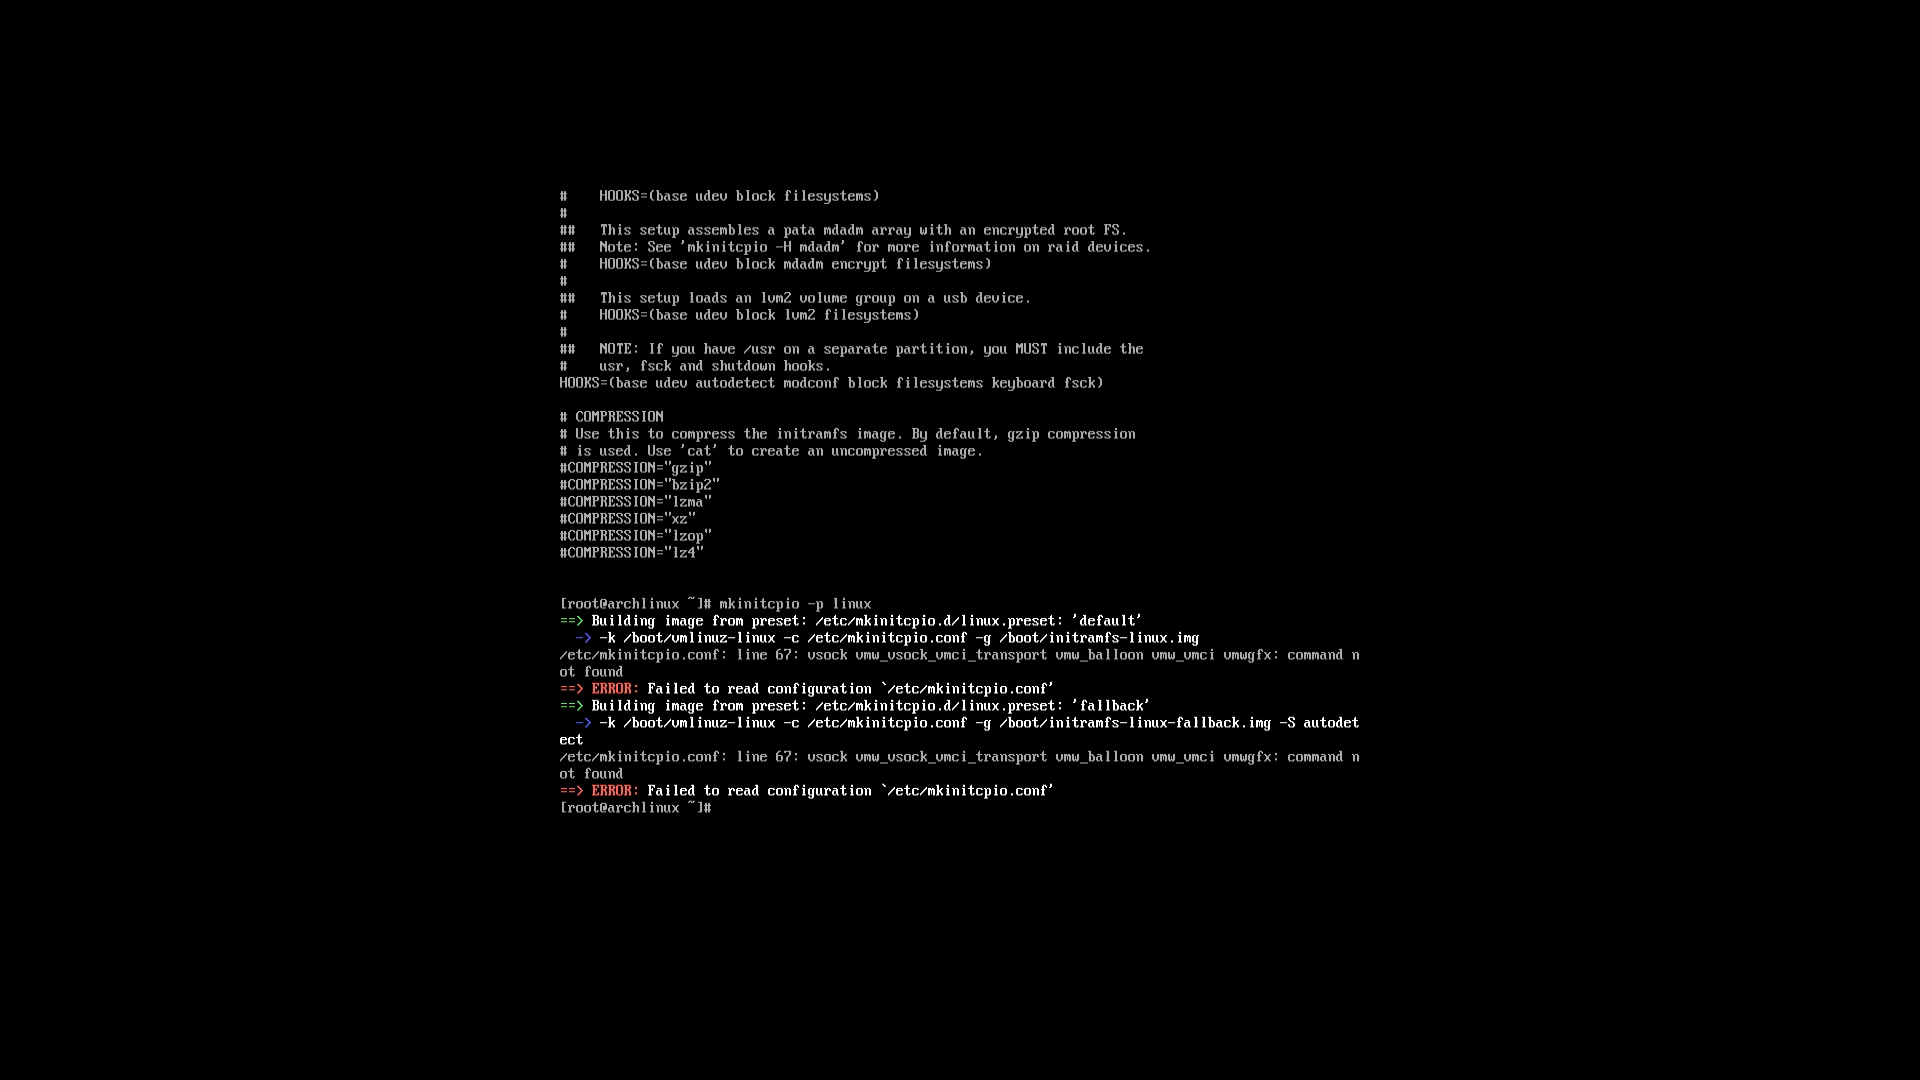 #    HOOKS=(base udev block filesystems)
#
##   This setup assembles a pata mdadm array with an encrypted root FS.
##   Note: See 'mkinitcpio -H mdadm' for more information on raid devices.
#    HOOKS=(base udev block mdadm encrypt filesystems)
#
##   This setup loads an lvm2 volume group on a usb device.
#    HOOKS=(base udev block lvm2 filesystems)
#
##   NOTE: If you have /usr on a separate partition, you MUST include the
#    usr, fsck and shutdown hooks.
HOOKS=(base udev autodetect modconf block filesystems keyboard fsck)

# COMPRESSION
# Use this to compress the initramfs image. By default, gzip compression
# is used. Use 'cat' to create an uncompressed image.
#COMPRESSION="gzip"
#COMPRESSION="bzip2"
#COMPRESSION="lzma"
#COMPRESSION="xz"
#COMPRESSION="lzop"
#COMPRESSION="lz4"

[root@archlinux ~]# mkinitcpio -p linux
==> Building image from preset: /etc/mkinitcpio.d/linux.preset: 'default'
  -> -k /boot/vmlinuz-linux -c /etc/mkinitcpio.conf -g /boot/initramfs-linux.img
/etc/mkinitcpio.conf: line 67: vsock vmw_vsock_vmci_transport vmw_balloon vmw_vmci vmwgfx: command n
ot found
==> ERROR: Failed to read configuration `/etc/mkinitcpio.conf'
==> Building image from preset: /etc/mkinitcpio.d/linux.preset: 'fallback'
  -> -k /boot/vmlinuz-linux -c /etc/mkinitcpio.conf -g /boot/initramfs-linux-fallback.img -S autodet
ect
/etc/mkinitcpio.conf: line 67: vsock vmw_vsock_vmci_transport vmw_balloon vmw_vmci vmwgfx: command n
ot found
==> ERROR: Failed to read configuration `/etc/mkinitcpio.conf'
[root@archlinux ~]#